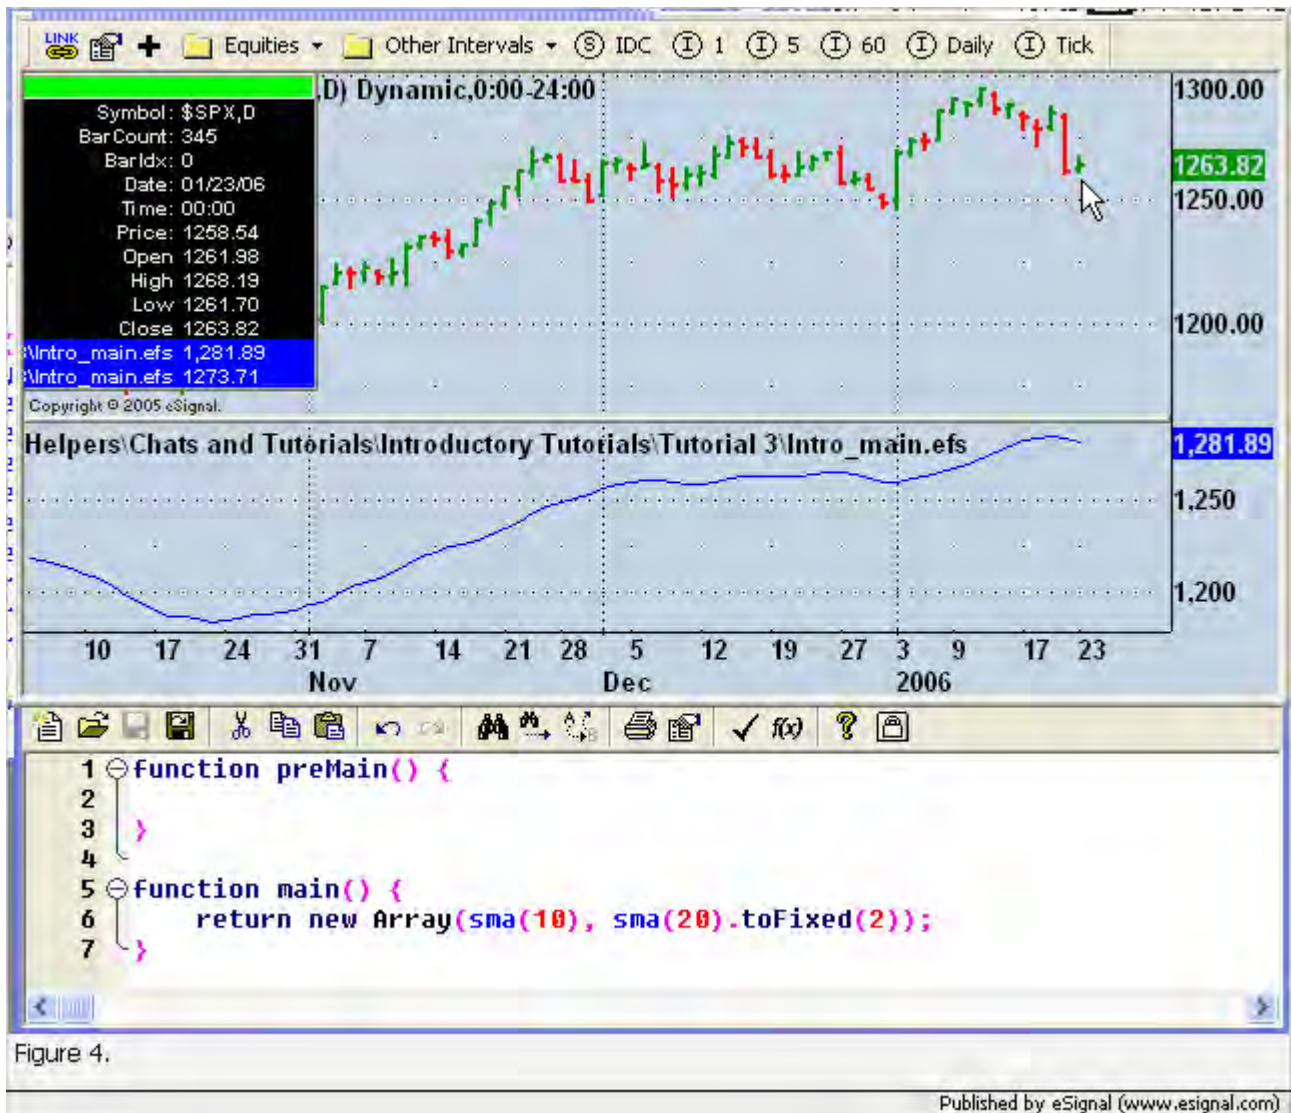 LINK Equities Other Intervals S IDC I 1 I 5 I 60 I Daily I Tick
,D) Dynamic,0:00-24:00
Symbol: $SPX,D
BarCount: 345
BarIdx: 0
Date: 01/23/06
Time: 00:00
Price: 1258.54
Open 1261.98
High 1268.19
Low 1261.70
Close 1263.82
\Intro_main.efs 1,281.89
\Intro_main.efs 1273.71
Copyright © 2005 eSignal.
1300.00
1263.82
1250.00
1200.00
Helpers\Chats and Tutorials\Introductory Tutorials\Tutorial 3\Intro_main.efs
1,281.89
1,250
1,200
10 17 24 31 7 14 21 28 5 12 19 27 3 9 17 23
Nov Dec 2006
1 function preMain() {
2
3 }
4
5 function main() {
6 return new Array(sma(10), sma(20).toFixed(2));
7 }
Figure 4.
Published by eSignal (www.esignal.com)